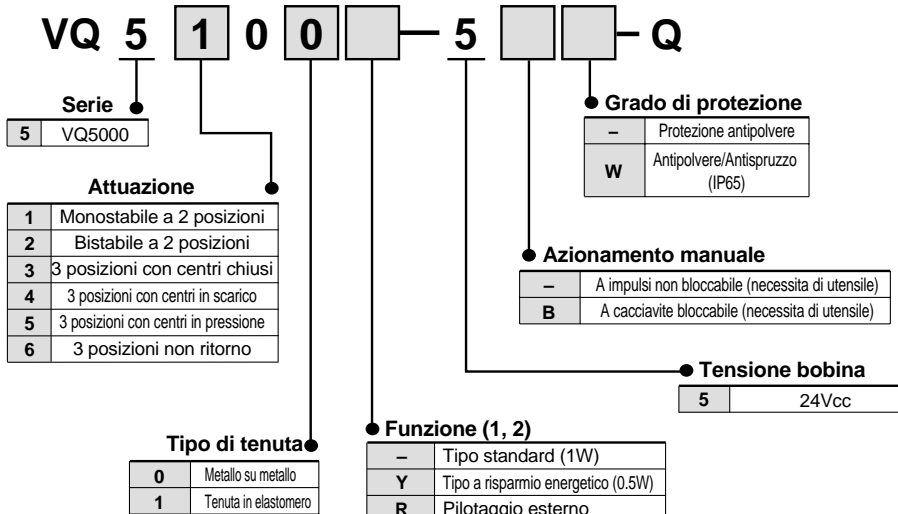 VQ 5 1 0 0 — 5 – Q
Serie
5 VQ5000
Attuazione
1 Monostabile a 2 posizioni
2 Bistabile a 2 posizioni
3 3 posizioni con centri chiusi
4 3 posizioni con centri in scarico
5 3 posizioni con centri in pressione
6 3 posizioni non ritorno
Tipo di tenuta
0 Metallo su metallo
1 Tenuta in elastomero
Funzione (1, 2)
– Tipo standard (1W)
Y Tipo a risparmio energetico (0.5W)
R Pilotaggio esterno
Tensione bobina
5 24Vcc
Azionamento manuale
– A impulsi non bloccabile (necessita di utensile)
B A cacciavite bloccabile (necessita di utensile)
Grado di protezione
– Protezione antipolvere
W Antipolvere/Antispruzzo
(IP65)